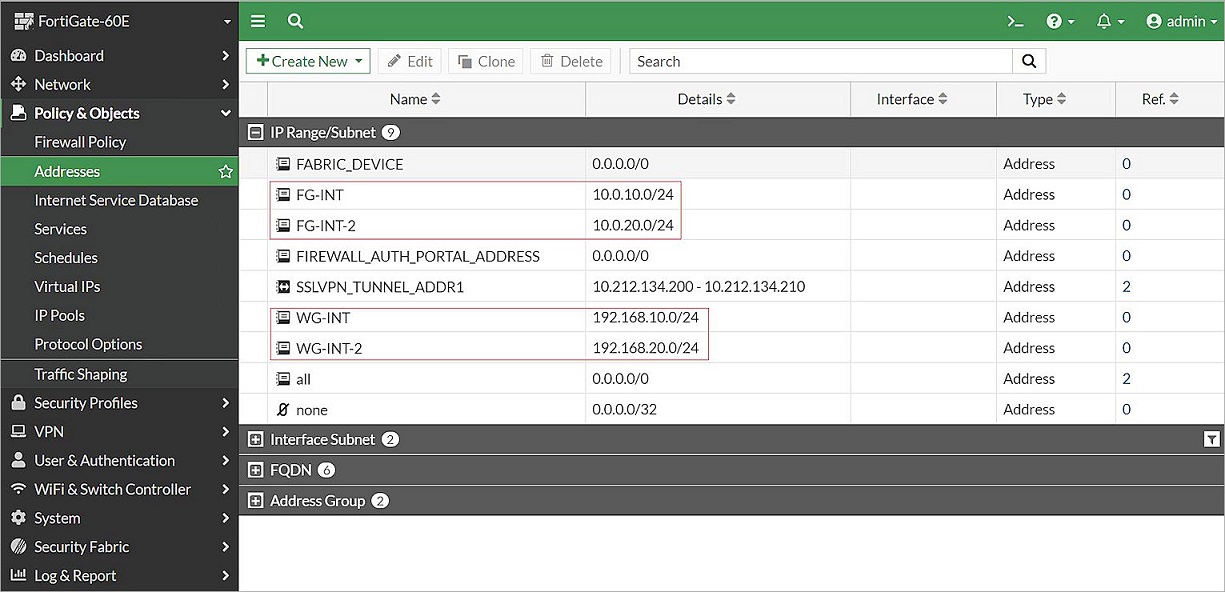 FortiGate-60E
admin
Dashboard
Network
Policy & Objects
Firewall Policy
Addresses
Internet Service Database
Services
Schedules
Virtual IPs
IP Pools
Protocol Options
Traffic Shaping
Security Profiles
VPN
User & Authentication
WiFi & Switch Controller
System
Security Fabric
Log & Report
Create New Edit Clone Delete Search
Name Details Interface Type Ref.
IP Range/Subnet 9
FABRIC_DEVICE 0.0.0.0/0 Address 0
FG-INT 10.0.10.0/24 Address 0
FG-INT-2 10.0.20.0/24 Address 0
FIREWALL_AUTH_PORTAL_ADDRESS 0.0.0.0/0 Address 0
SSLVPN_TUNNEL_ADDR1 10.212.134.200 - 10.212.134.210 Address 2
WG-INT 192.168.10.0/24 Address 0
WG-INT-2 192.168.20.0/24 Address 0
all 0.0.0.0/0 Address 2
none 0.0.0.0/32 Address 0
Interface Subnet 2
FQDN 6
Address Group 2